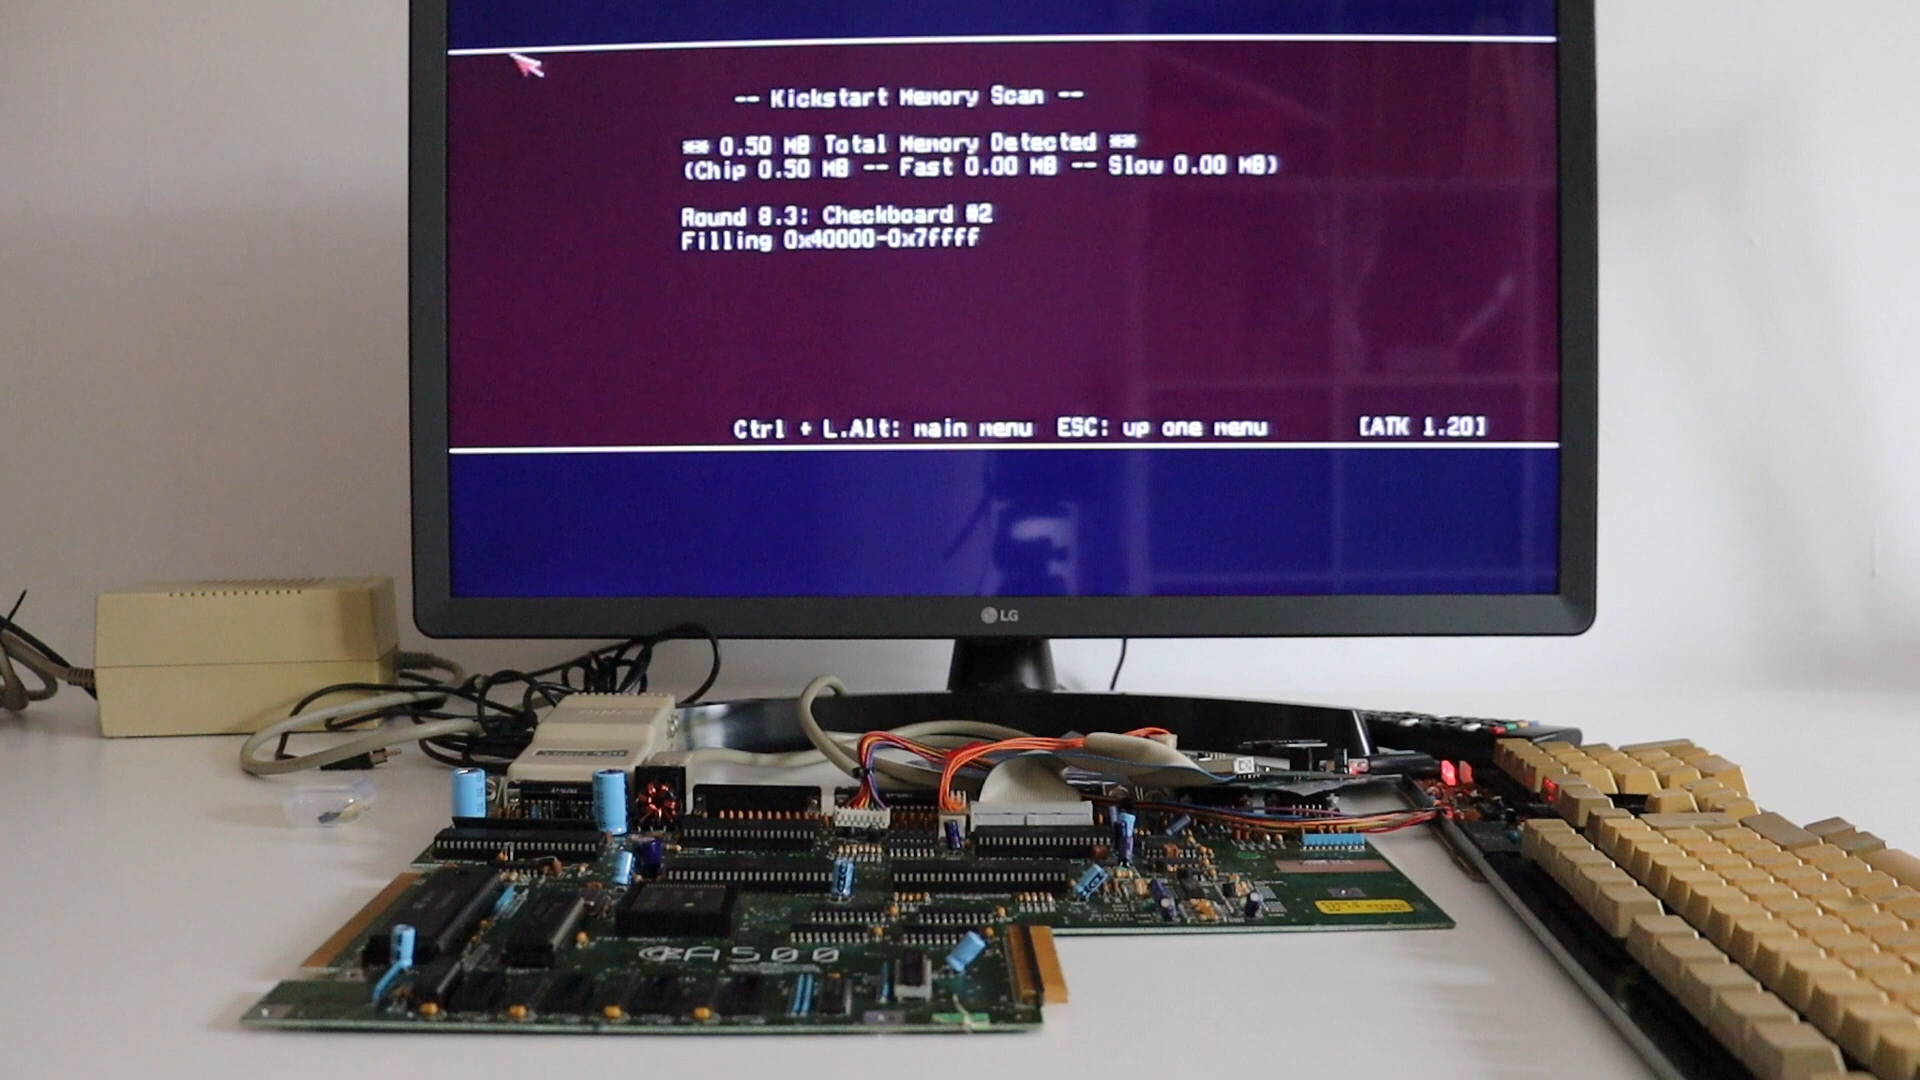 -- Kickstart Memory Scan --
** 0.50 MB Total Memory Detected **
(Chip 0.50 MB -- Fast 0.00 MB -- Slow 0.00 MB)
Round 8.3: Checkboard #2
Filling 0x40000-0x7ffff
Ctrl + L.Alt: main menu ESC: up one menu [ATK 1.20]
LG
A500